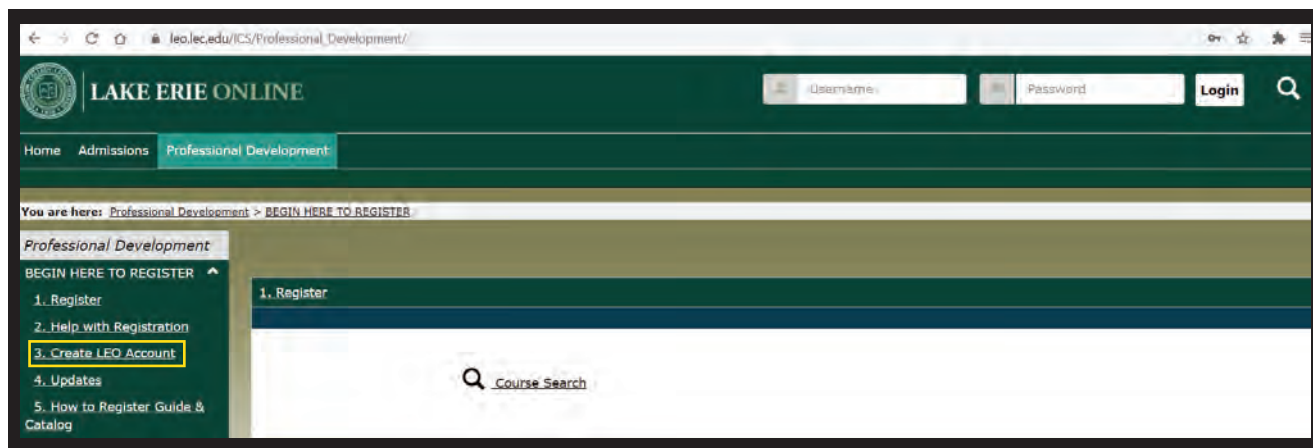 leo.lec.edu/ICS/Professional_Development/
LAKE ERIE ONLINE
Username
Password
Login
Home Admissions Professional Development
You are here: Professional Development > BEGIN HERE TO REGISTER
Professional Development
BEGIN HERE TO REGISTER
1. Register
2. Help with Registration
3. Create LEO Account
4. Updates
5. How to Register Guide &
Catalog
1. Register
Course Search